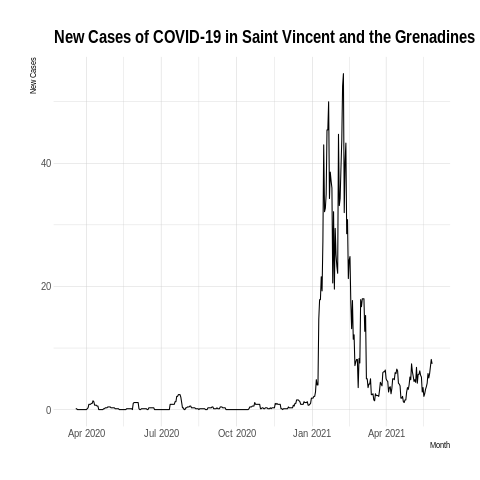 New Cases of COVID-19 in Saint Vincent and the Grenadines
New Cases
40
20
0
Apr 2020 Jul 2020 Oct 2020 Jan 2021 Apr 2021
Month